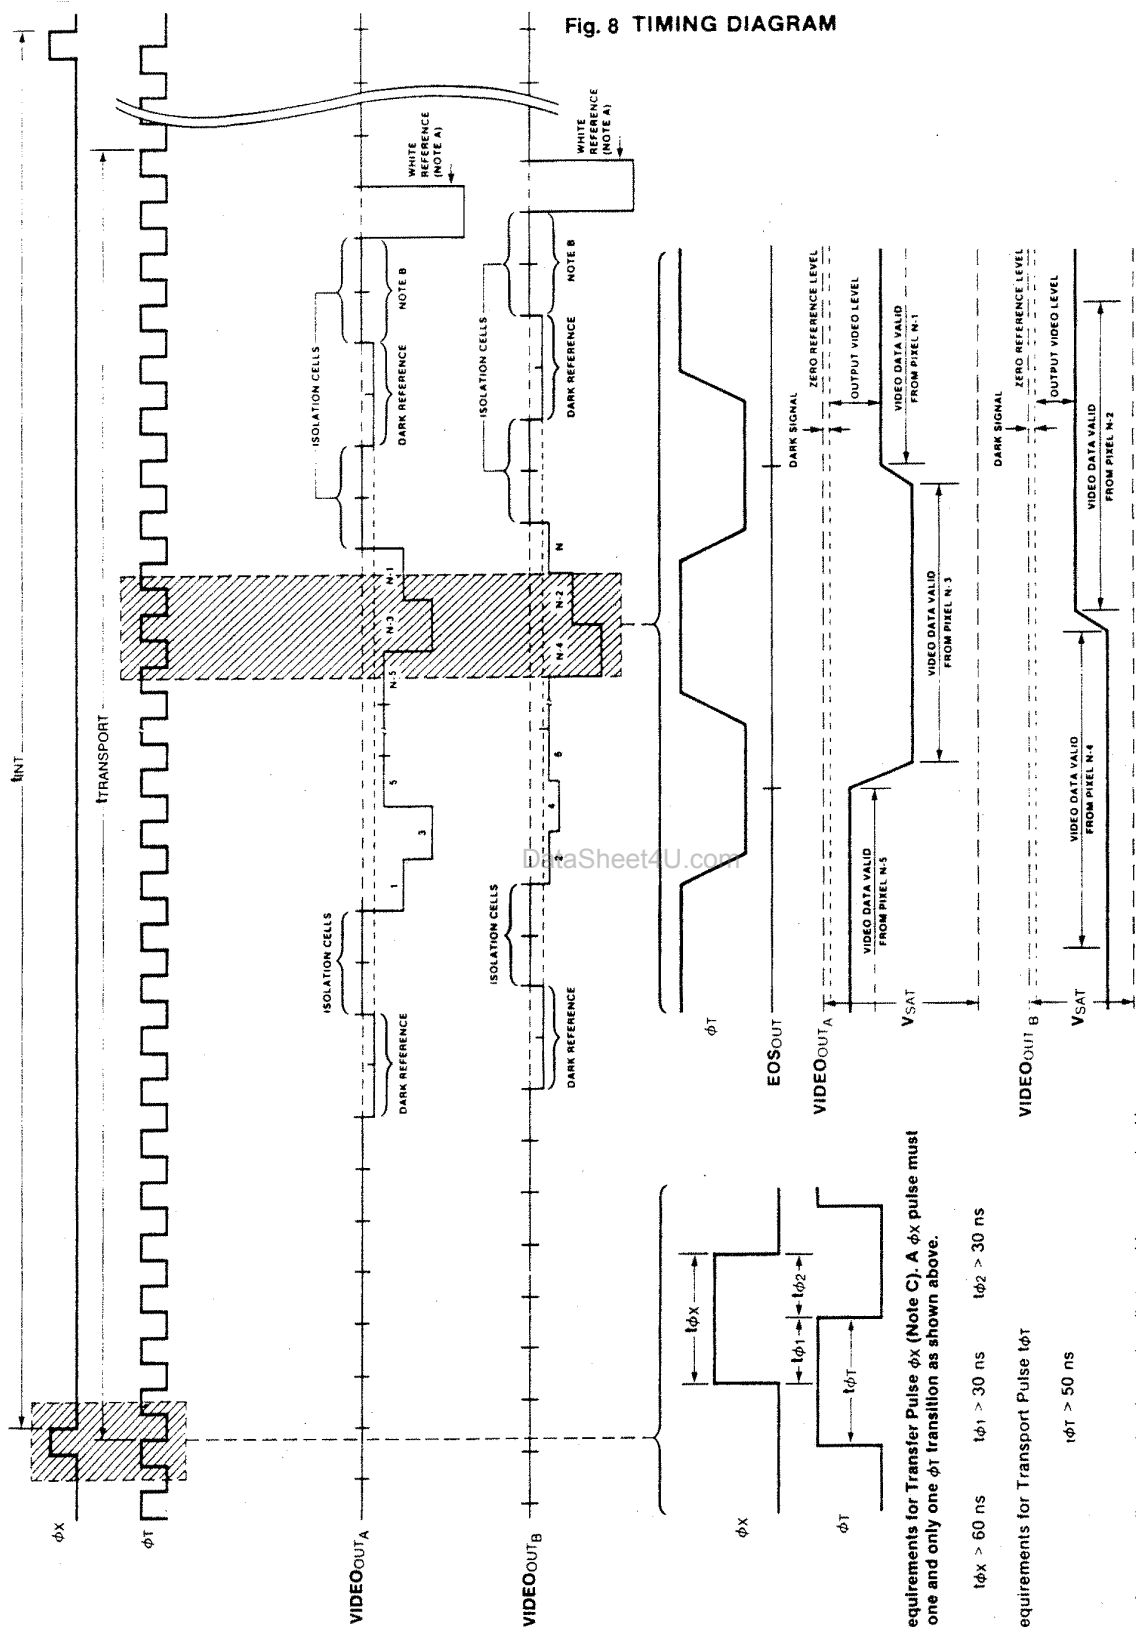 Fig. 8 TIMING DIAGRAM
tINT
tTRANSPORT
ϕX
ϕT
VIDEOOUTA
DARK REFERENCE
ISOLATION CELLS
1
3
5
N-5
N-3
N-1
ISOLATION CELLS
DARK REFERENCE
NOTE B
WHITE
REFERENCE
(NOTE A)
VIDEOOUTB
DARK REFERENCE
ISOLATION CELLS
2
4
6
N-4
N-2
N
ISOLATION CELLS
DARK REFERENCE
NOTE B
WHITE
REFERENCE
(NOTE A)
DataSheet4U.com
ϕX
tϕX
tϕ1
tϕ2
ϕT
tϕT
equirements for Transfer Pulse ϕX (Note C). A ϕX pulse must
one and only one ϕT transition as shown above.
tϕX > 60 ns
tϕ1 > 30 ns
tϕ2 > 30 ns
equirements for Transport Pulse tϕT
tϕT > 50 ns
ϕT
EOSOUT
VIDEOOUT A
DARK SIGNAL
ZERO REFERENCE LEVEL
OUTPUT VIDEO LEVEL
VSAT
VIDEO DATA VALID
FROM PIXEL N-5
VIDEO DATA VALID
FROM PIXEL N-3
VIDEO DATA VALID
FROM PIXEL N-1
VIDEOOUT B
DARK SIGNAL
ZERO REFERENCE LEVEL
OUTPUT VIDEO LEVEL
VSAT
VIDEO DATA VALID
FROM PIXEL N-4
VIDEO DATA VALID
FROM PIXEL N-2